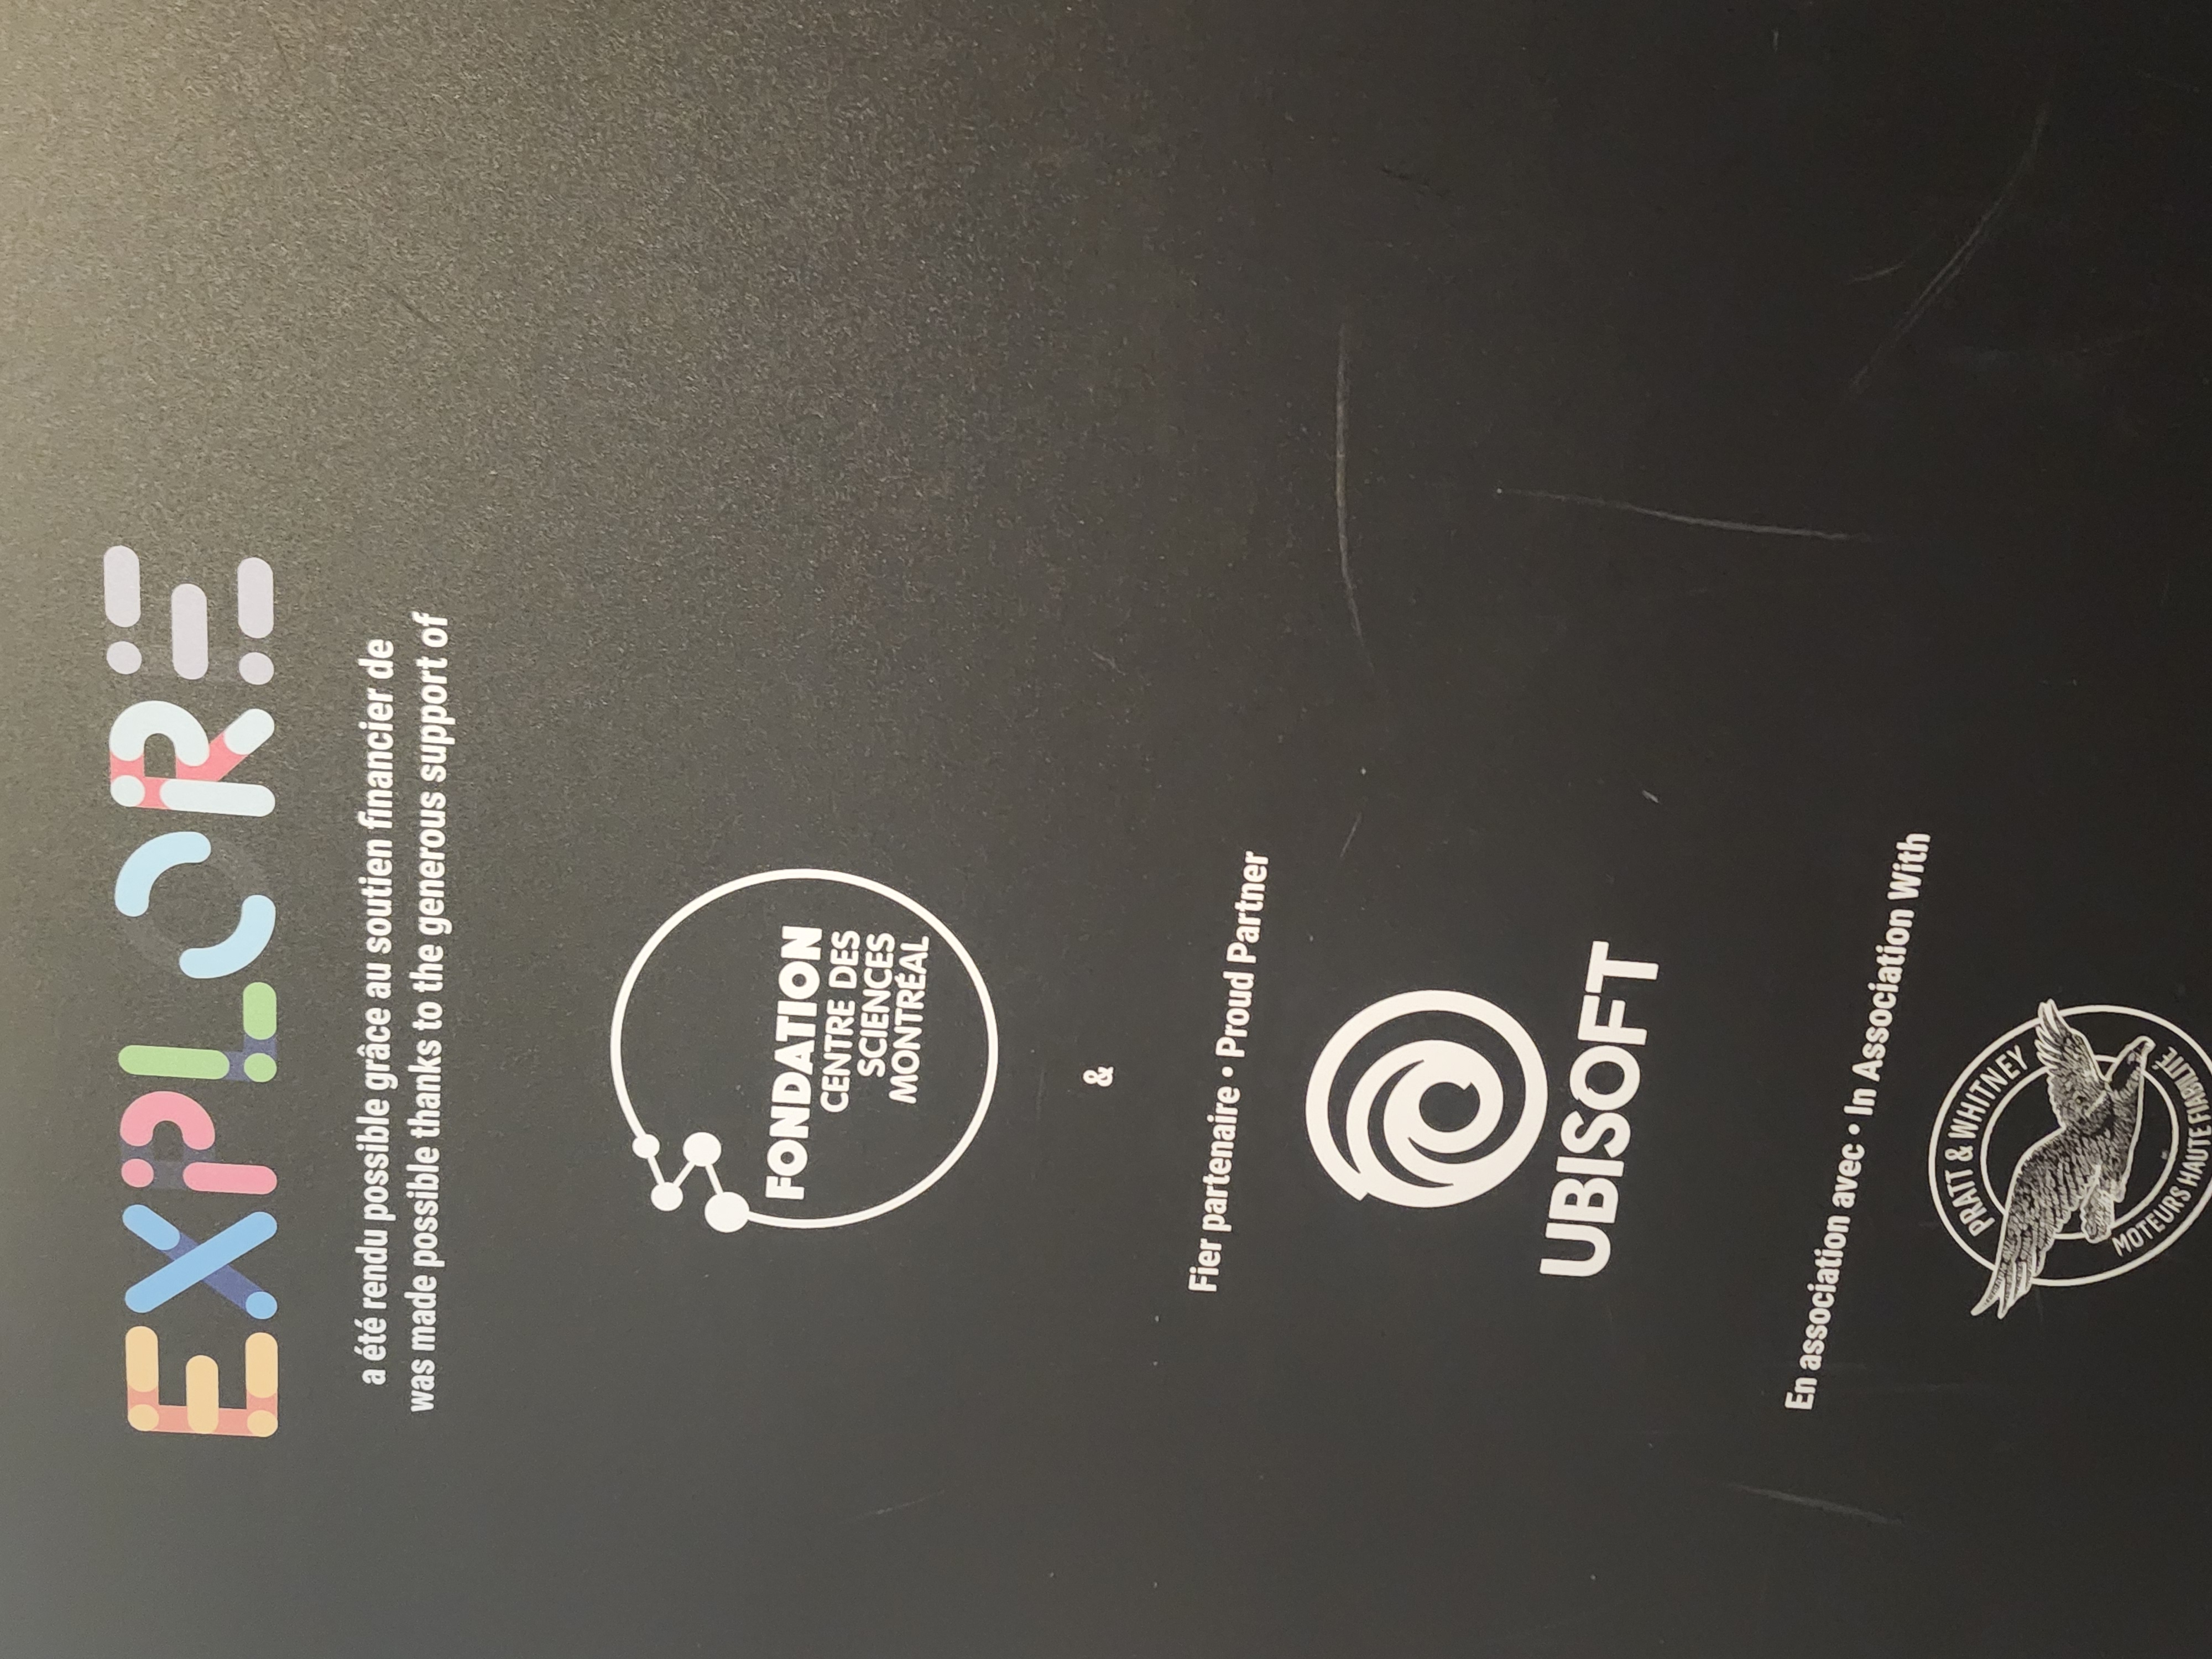 EXPLORE
a été rendu possible grâce au soutien financier de
was made possible thanks to the generous support of
FONDATION
CENTRE DES
SCIENCES
MONTRÉAL
&
Fier partenaire • Proud Partner
UBISOFT
En association avec • In Association With
PRATT & WHITNEY
MOTEURS HAUTE FIABILITÉ